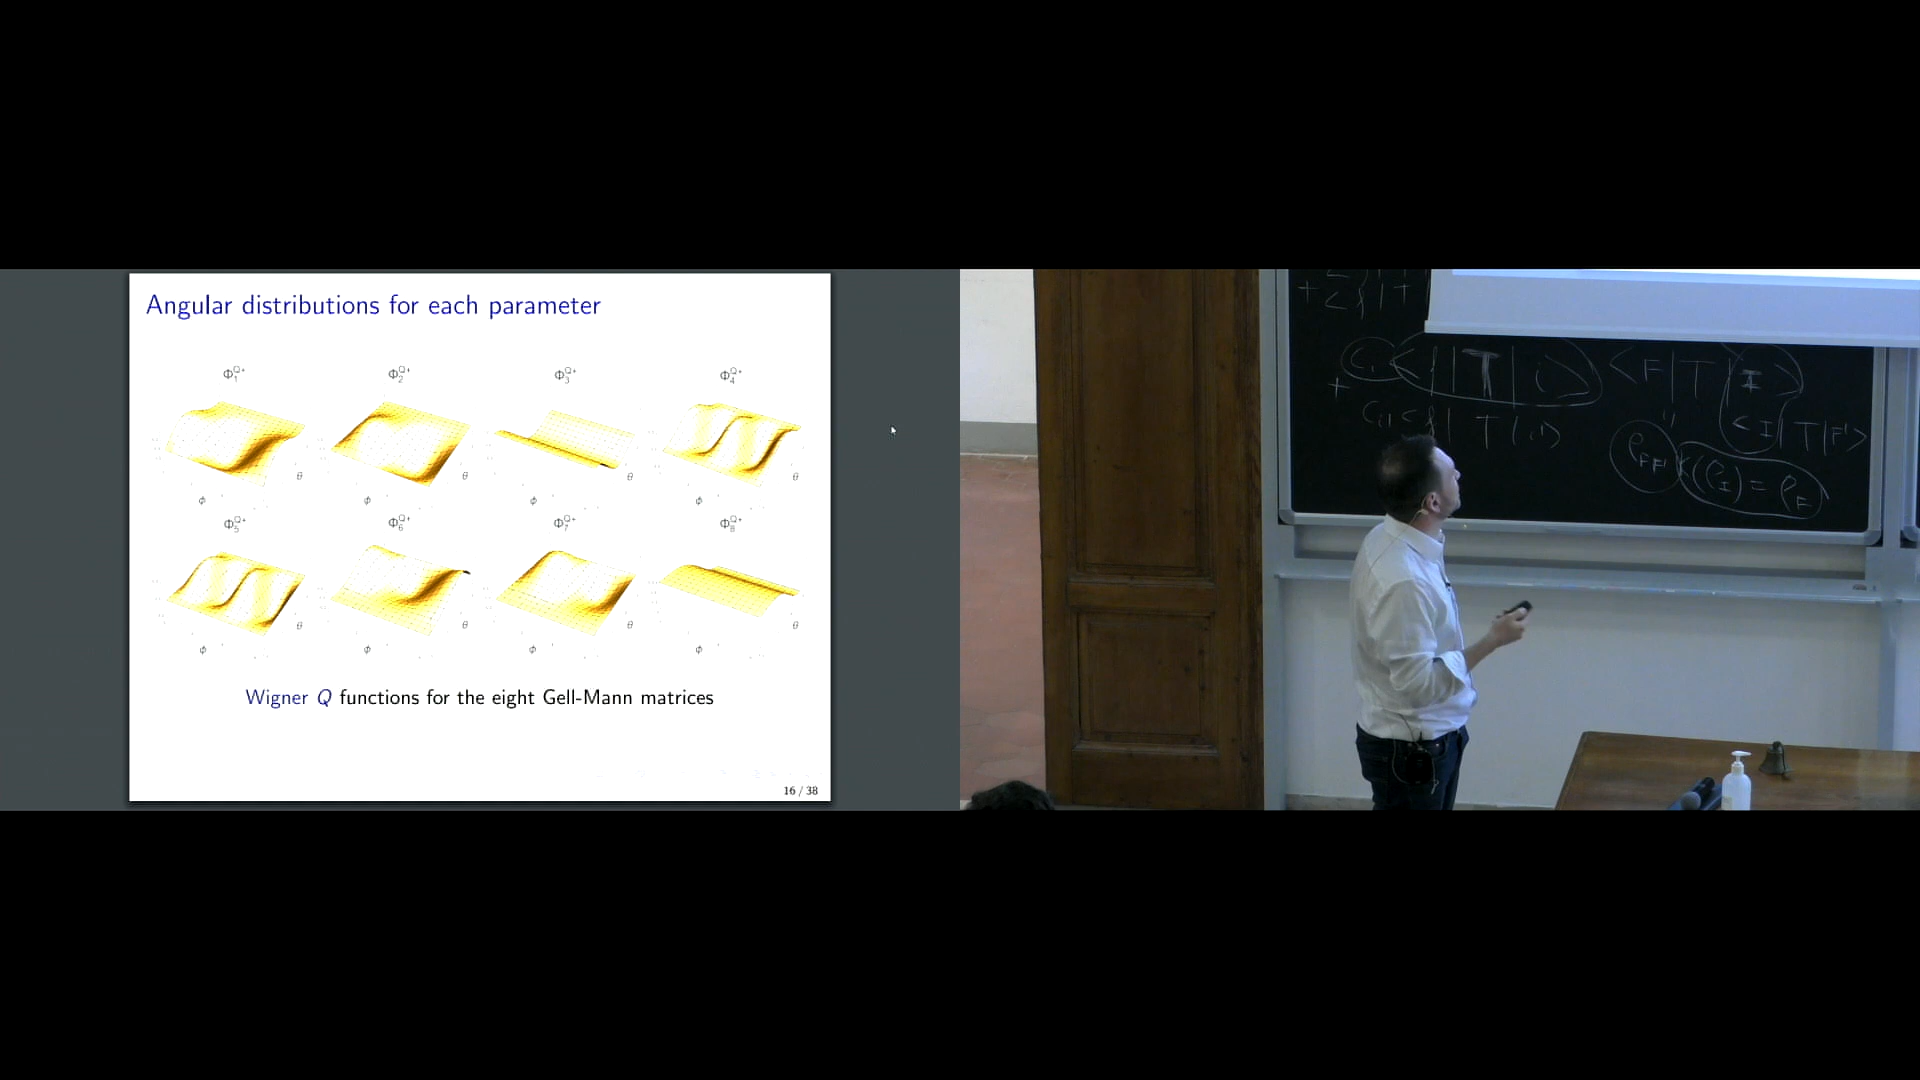 Angular distributions for each parameter
Φ₁^Q+ Φ₂^Q+ Φ₃^Q+ Φ₄^Q+
θ θ θ θ
ϕ ϕ ϕ ϕ
Φ₅^Q+ Φ₆^Q+ Φ₇^Q+ Φ₈^Q+
θ θ θ θ
ϕ ϕ ϕ ϕ
Wigner Q functions for the eight Gell-Mann matrices
16 / 38
<F|T|I>
<I|T|F'>